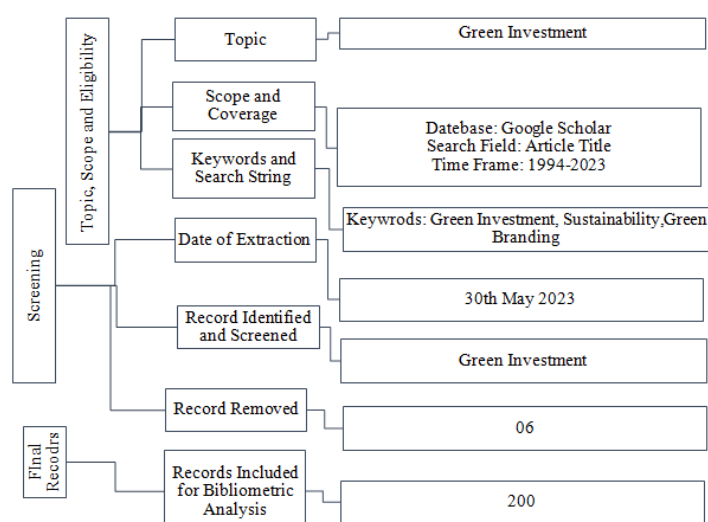 Topic, Scope and Eligibility
Topic
Green Investment
Scope and
Coverage
Datebase: Google Scholar
Search Field: Article Title
Time Frame: 1994-2023
Keywords and
Search String
Keywrods: Green Investment, Sustainability,Green
Branding
Screening
Date of Extraction
30th May 2023
Record Identified
and Screened
Green Investment
Record Removed
06
FInal
Recodrs
Records Included
for Bibliometric
Analysis
200